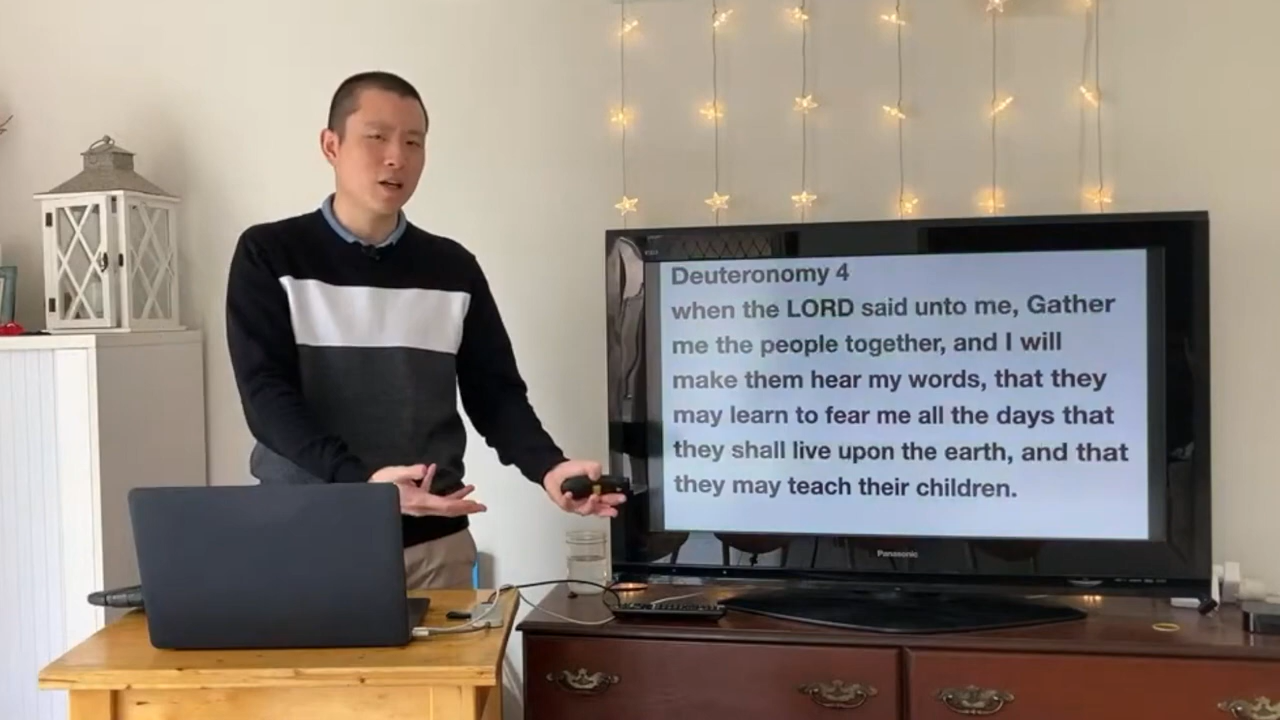 Deuteronomy 4
when the LORD said unto me, Gather
me the people together, and I will
make them hear my words, that they
may learn to fear me all the days that
they shall live upon the earth, and that
they may teach their children.
Panasonic